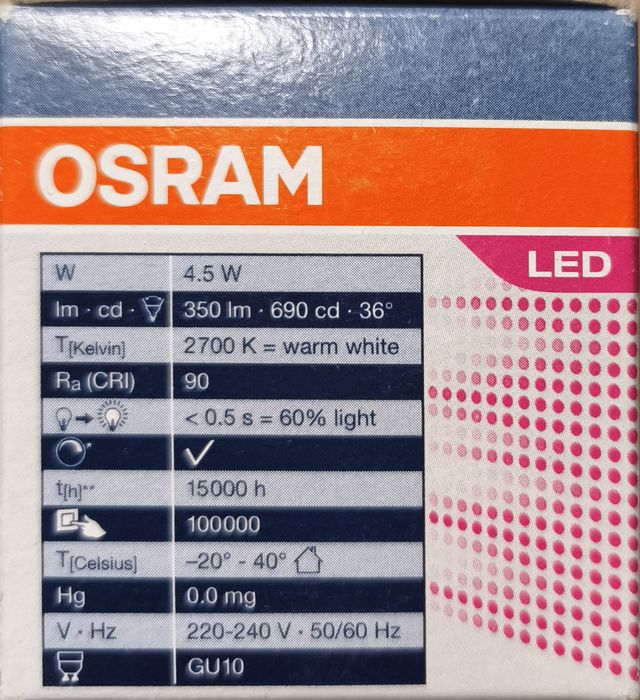 OSRAM
LED
W 4.5 W
lm · cd · 350 lm · 690 cd · 36°
T[Kelvin] 2700 K = warm white
Ra (CRI) 90
< 0.5 s = 60% light
*
t[h]** 15000 h
100000
T[Celsius] –20° - 40°
Hg 0.0 mg
V · Hz 220-240 V · 50/60 Hz
GU10